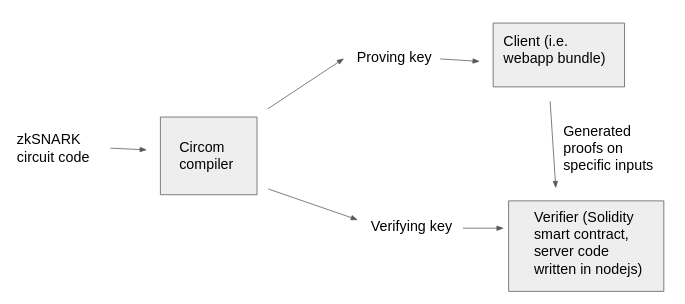 zkSNARK
circuit code
Circom
compiler
Proving key
Client (i.e.
webapp bundle)
Generated
proofs on
specific inputs
Verifying key
Verifier (Solidity
smart contract,
server code
written in nodejs)